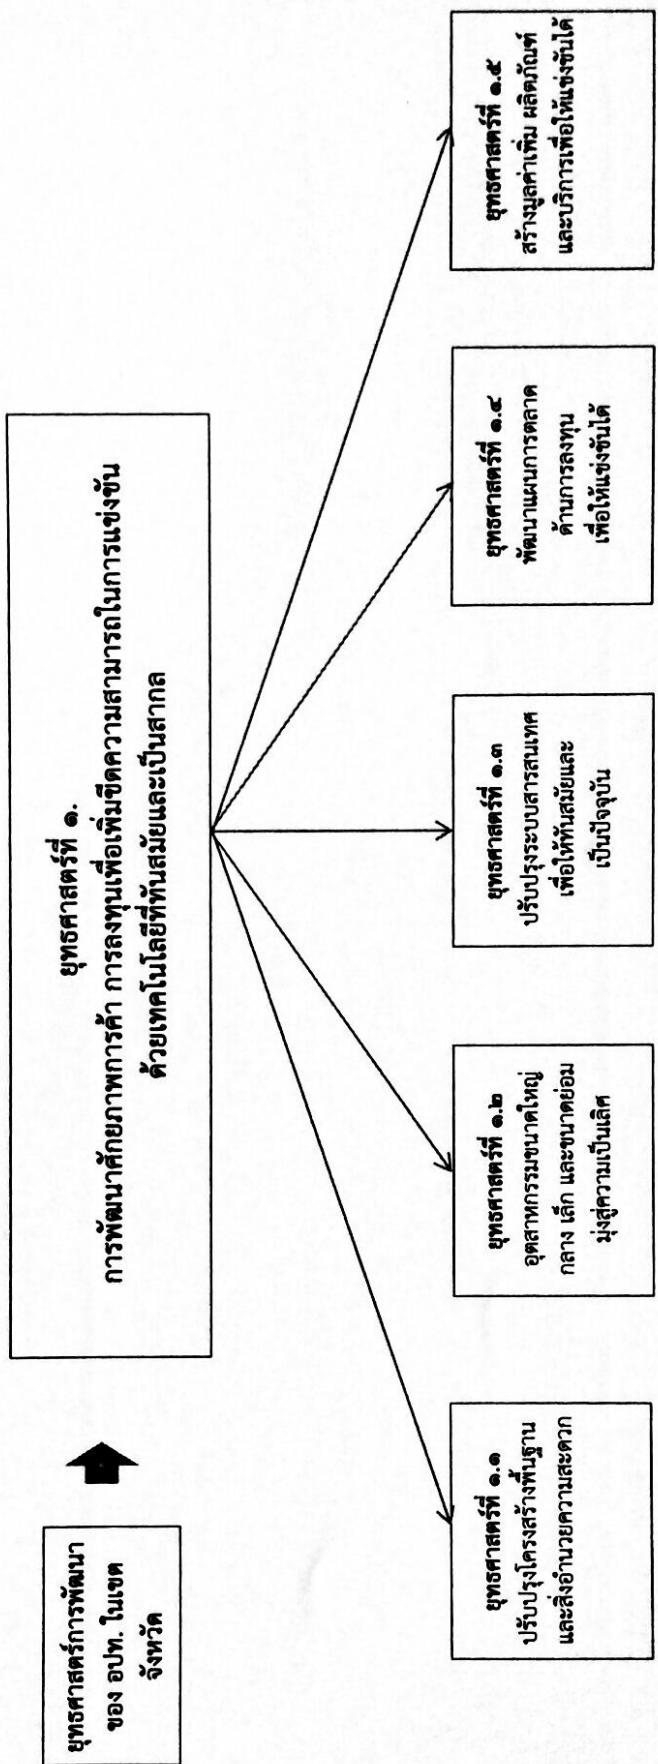 ยุทธศาสตร์การพัฒนา
ของ อปท. ในเขต
จังหวัด
ยุทธศาสตร์ที่ ๑.
การพัฒนาศักยภาพการค้า การลงทุนเพื่อเพิ่มขีดความสามารถในการแข่งขัน
ด้วยเทคโนโลยีที่ทันสมัยและเป็นสากล
ยุทธศาสตร์ที่ ๑.๑
ปรับปรุงโครงสร้างพื้นฐาน
และสิ่งอำนวยความสะดวก
ยุทธศาสตร์ที่ ๑.๒
อุตสาหกรรมขนาดใหญ่
กลาง เล็ก และขนาดย่อม
มุ่งสู่ความเป็นเลิศ
ยุทธศาสตร์ที่ ๑.๓
ปรับปรุงระบบสารสนเทศ
เพื่อให้ทันสมัยและ
เป็นปัจจุบัน
ยุทธศาสตร์ที่ ๑.๔
พัฒนาแผนการตลาด
ด้านการลงทุน
เพื่อให้แข่งขันได้
ยุทธศาสตร์ที่ ๑.๕
สร้างมูลค่าเพิ่ม ผลิตภัณฑ์
และบริการเพื่อให้แข่งขันได้